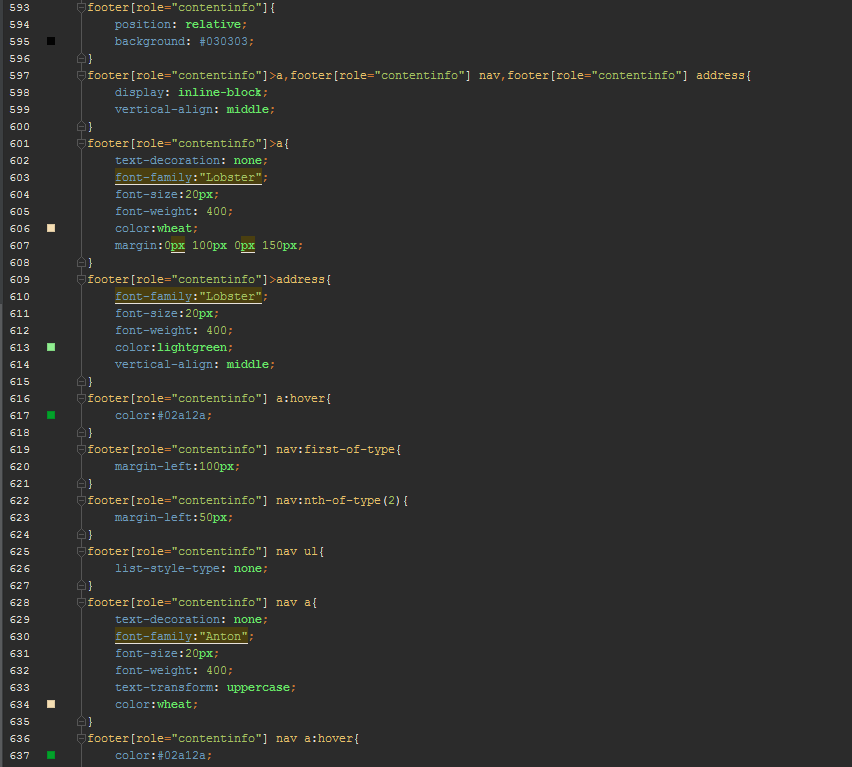 593 footer[role="contentinfo"]{
594 position: relative;
595 background: #030303;
596 }
597 footer[role="contentinfo"]>a,footer[role="contentinfo"] nav,footer[role="contentinfo"] address{
598 display: inline-block;
599 vertical-align: middle;
600 }
601 footer[role="contentinfo"]>a{
602 text-decoration: none;
603 font-family:"Lobster";
604 font-size:20px;
605 font-weight: 400;
606 color:wheat;
607 margin:0px 100px 0px 150px;
608 }
609 footer[role="contentinfo"]>address{
610 font-family:"Lobster";
611 font-size:20px;
612 font-weight: 400;
613 color:lightgreen;
614 vertical-align: middle;
615 }
616 footer[role="contentinfo"] a:hover{
617 color:#02a12a;
618 }
619 footer[role="contentinfo"] nav:first-of-type{
620 margin-left:100px;
621 }
622 footer[role="contentinfo"] nav:nth-of-type(2){
623 margin-left:50px;
624 }
625 footer[role="contentinfo"] nav ul{
626 list-style-type: none;
627 }
628 footer[role="contentinfo"] nav a{
629 text-decoration: none;
630 font-family:"Anton";
631 font-size:20px;
632 font-weight: 400;
633 text-transform: uppercase;
634 color:wheat;
635 }
636 footer[role="contentinfo"] nav a:hover{
637 color:#02a12a;